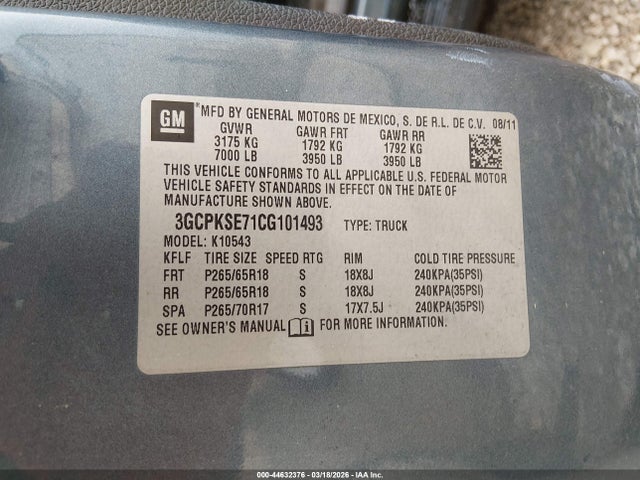 GM
® MFD BY GENERAL MOTORS DE MEXICO, S. DE R.L. DE C.V. 08/11
GVWR GAWR FRT GAWR RR
3175 KG 1792 KG 1792 KG
7000 LB 3950 LB 3950 LB
THIS VEHICLE CONFORMS TO ALL APPLICABLE U.S. FEDERAL MOTOR
VEHICLE SAFETY STANDARDS IN EFFECT ON THE DATE OF
MANUFACTURE SHOWN ABOVE.
3GCPKSE71CG101493 TYPE: TRUCK
MODEL: K10543
KFLF TIRE SIZE SPEED RTG RIM COLD TIRE PRESSURE
FRT P265/65R18 S 18X8J 240KPA(35PSI)
RR P265/65R18 S 18X8J 240KPA(35PSI)
SPA P265/70R17 S 17X7.5J 240KPA(35PSI)
SEE OWNER'S MANUAL FOR MORE INFORMATION.
000-44632376 - 03/18/2026 - IAA Inc.